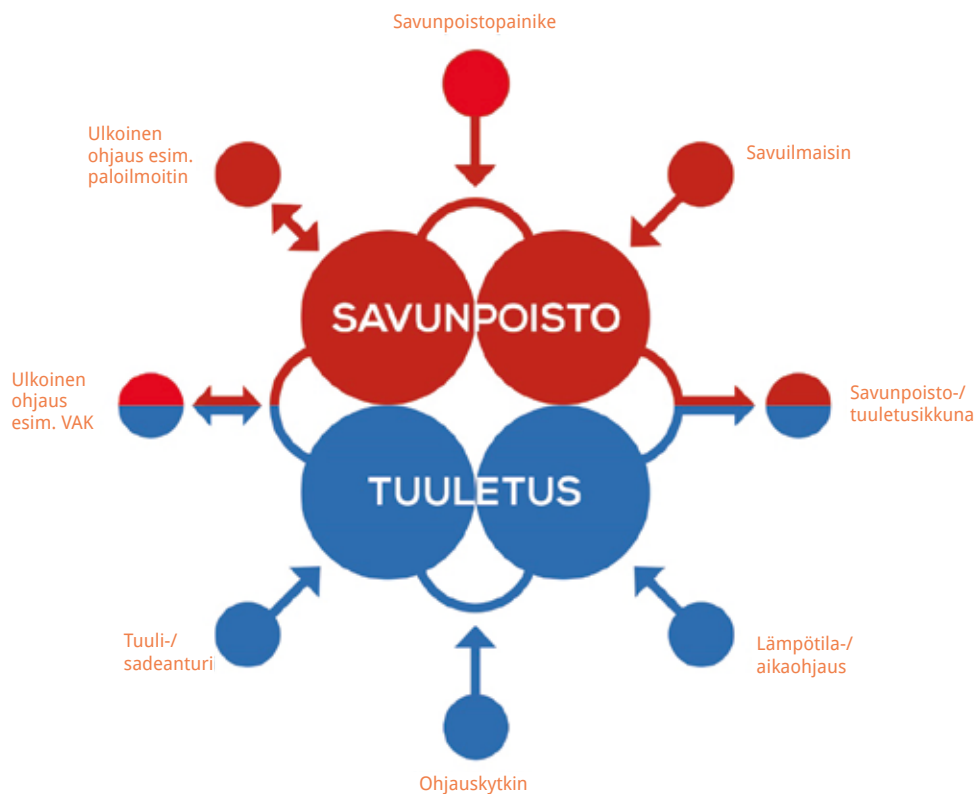 Savunpoistopainike
Ulkoinen
ohjaus esim.
paloilmoitin
Savuilmaisin
SAVUNPOISTO
Ulkoinen
ohjaus
esim. VAK
Savunpoisto-/
tuuletusikkuna
TUULETUS
Tuuli-/
sadeanturi
Lämpötila-/
aikaohjaus
Ohjauskytkin